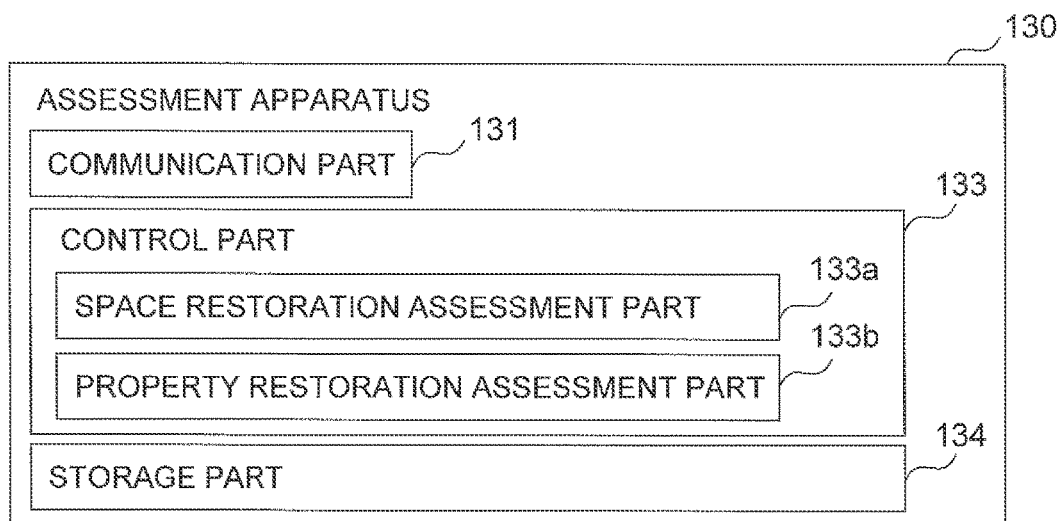 130
ASSESSMENT APPARATUS
131
COMMUNICATION PART
133
CONTROL PART
133a
SPACE RESTORATION ASSESSMENT PART
133b
PROPERTY RESTORATION ASSESSMENT PART
134
STORAGE PART